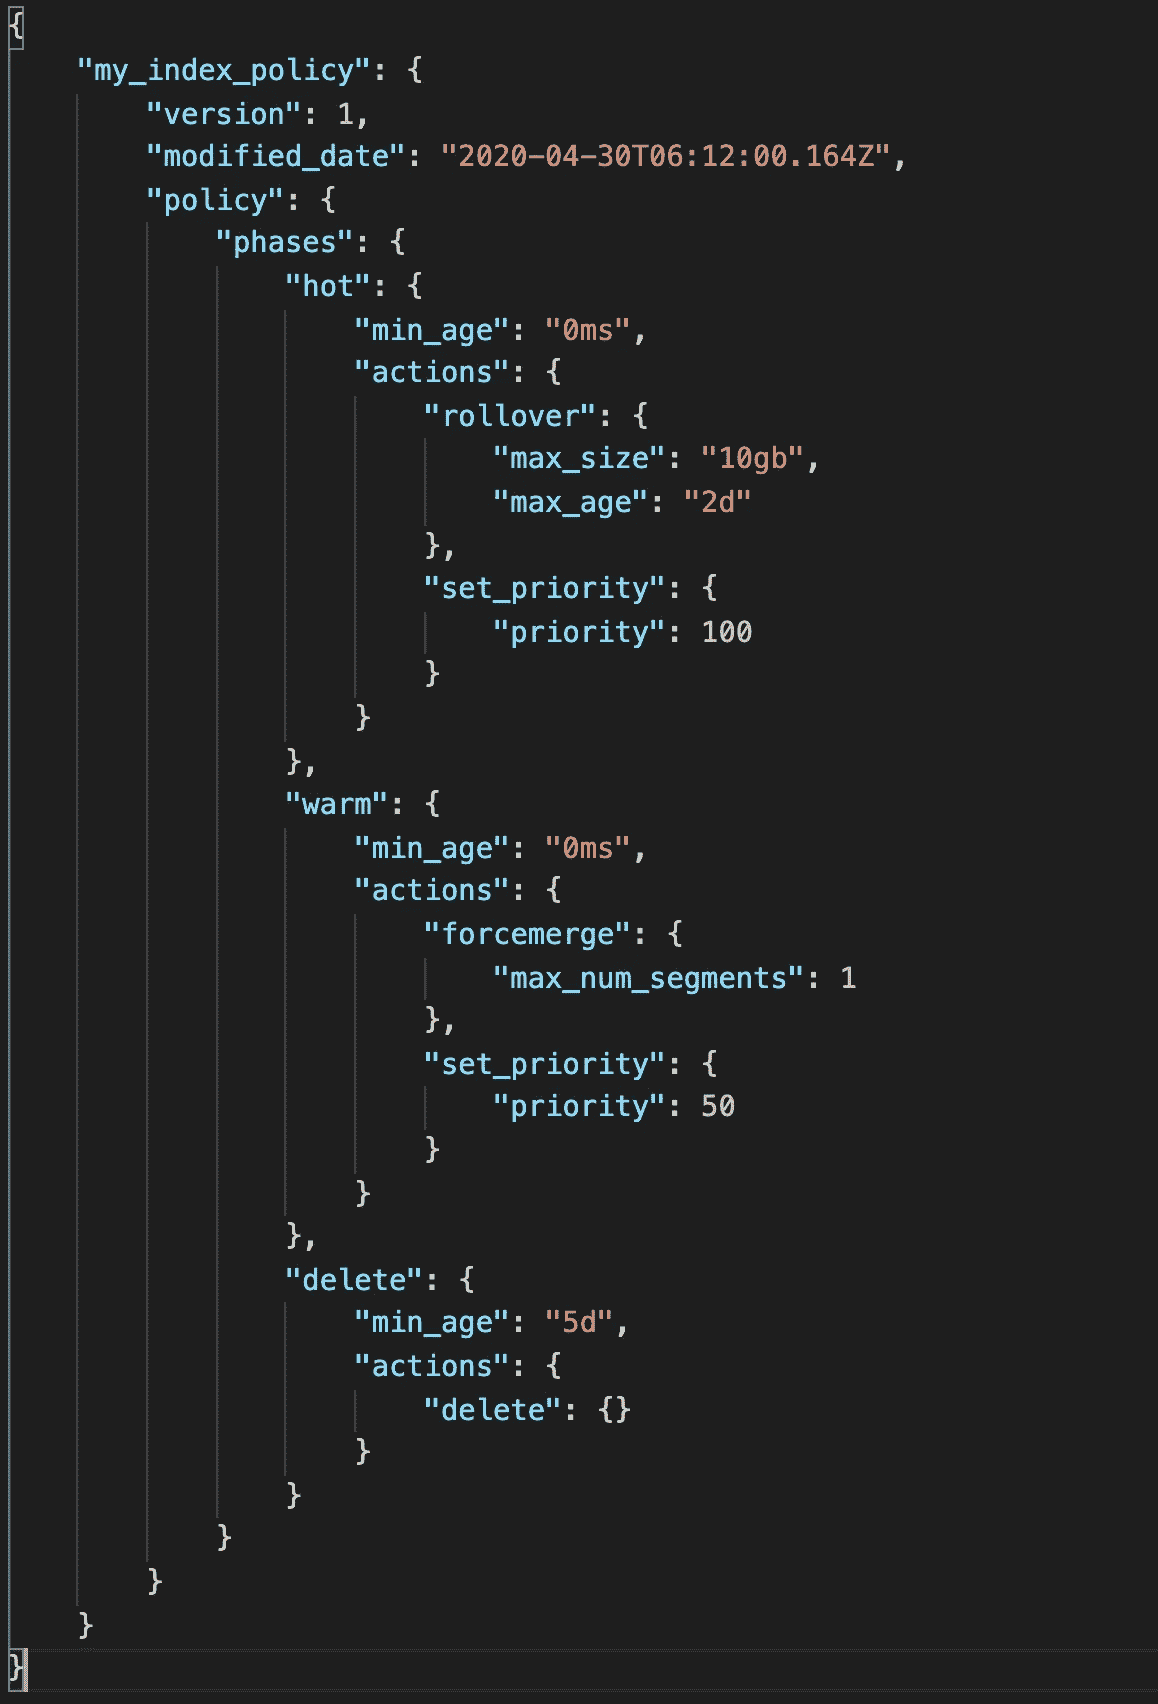 {
    "my_index_policy": {
        "version": 1,
        "modified_date": "2020-04-30T06:12:00.164Z",
        "policy": {
            "phases": {
                "hot": {
                    "min_age": "0ms",
                    "actions": {
                        "rollover": {
                            "max_size": "10gb",
                            "max_age": "2d"
                        },
                        "set_priority": {
                            "priority": 100
                        }
                    }
                },
                "warm": {
                    "min_age": "0ms",
                    "actions": {
                        "forcemerge": {
                            "max_num_segments": 1
                        },
                        "set_priority": {
                            "priority": 50
                        }
                    }
                },
                "delete": {
                    "min_age": "5d",
                    "actions": {
                        "delete": {}
                    }
                }
            }
        }
    }
}